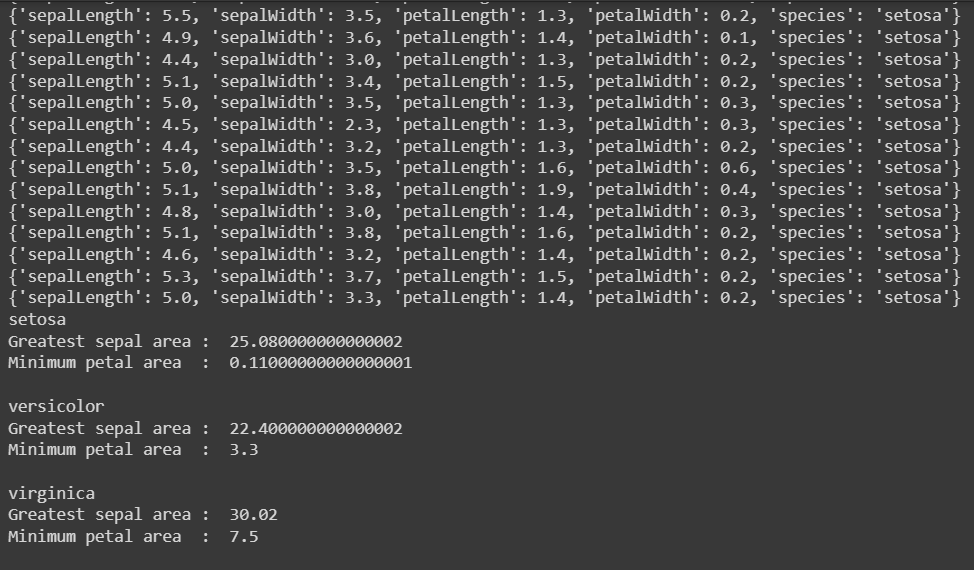 {'sepalLength': 5.5, 'sepalWidth': 3.5, 'petalLength': 1.3, 'petalWidth': 0.2, 'species': 'setosa'}
{'sepalLength': 4.9, 'sepalWidth': 3.6, 'petalLength': 1.4, 'petalWidth': 0.1, 'species': 'setosa'}
{'sepalLength': 4.4, 'sepalWidth': 3.0, 'petalLength': 1.3, 'petalWidth': 0.2, 'species': 'setosa'}
{'sepalLength': 5.1, 'sepalWidth': 3.4, 'petalLength': 1.5, 'petalWidth': 0.2, 'species': 'setosa'}
{'sepalLength': 5.0, 'sepalWidth': 3.5, 'petalLength': 1.3, 'petalWidth': 0.3, 'species': 'setosa'}
{'sepalLength': 4.5, 'sepalWidth': 2.3, 'petalLength': 1.3, 'petalWidth': 0.3, 'species': 'setosa'}
{'sepalLength': 4.4, 'sepalWidth': 3.2, 'petalLength': 1.3, 'petalWidth': 0.2, 'species': 'setosa'}
{'sepalLength': 5.0, 'sepalWidth': 3.5, 'petalLength': 1.6, 'petalWidth': 0.6, 'species': 'setosa'}
{'sepalLength': 5.1, 'sepalWidth': 3.8, 'petalLength': 1.9, 'petalWidth': 0.4, 'species': 'setosa'}
{'sepalLength': 4.8, 'sepalWidth': 3.0, 'petalLength': 1.4, 'petalWidth': 0.3, 'species': 'setosa'}
{'sepalLength': 5.1, 'sepalWidth': 3.8, 'petalLength': 1.6, 'petalWidth': 0.2, 'species': 'setosa'}
{'sepalLength': 4.6, 'sepalWidth': 3.2, 'petalLength': 1.4, 'petalWidth': 0.2, 'species': 'setosa'}
{'sepalLength': 5.3, 'sepalWidth': 3.7, 'petalLength': 1.5, 'petalWidth': 0.2, 'species': 'setosa'}
{'sepalLength': 5.0, 'sepalWidth': 3.3, 'petalLength': 1.4, 'petalWidth': 0.2, 'species': 'setosa'}
setosa
Greatest sepal area :  25.080000000000002
Minimum petal area  :  0.11000000000000001

versicolor
Greatest sepal area :  22.400000000000002
Minimum petal area  :  3.3

virginica
Greatest sepal area :  30.02
Minimum petal area  :  7.5